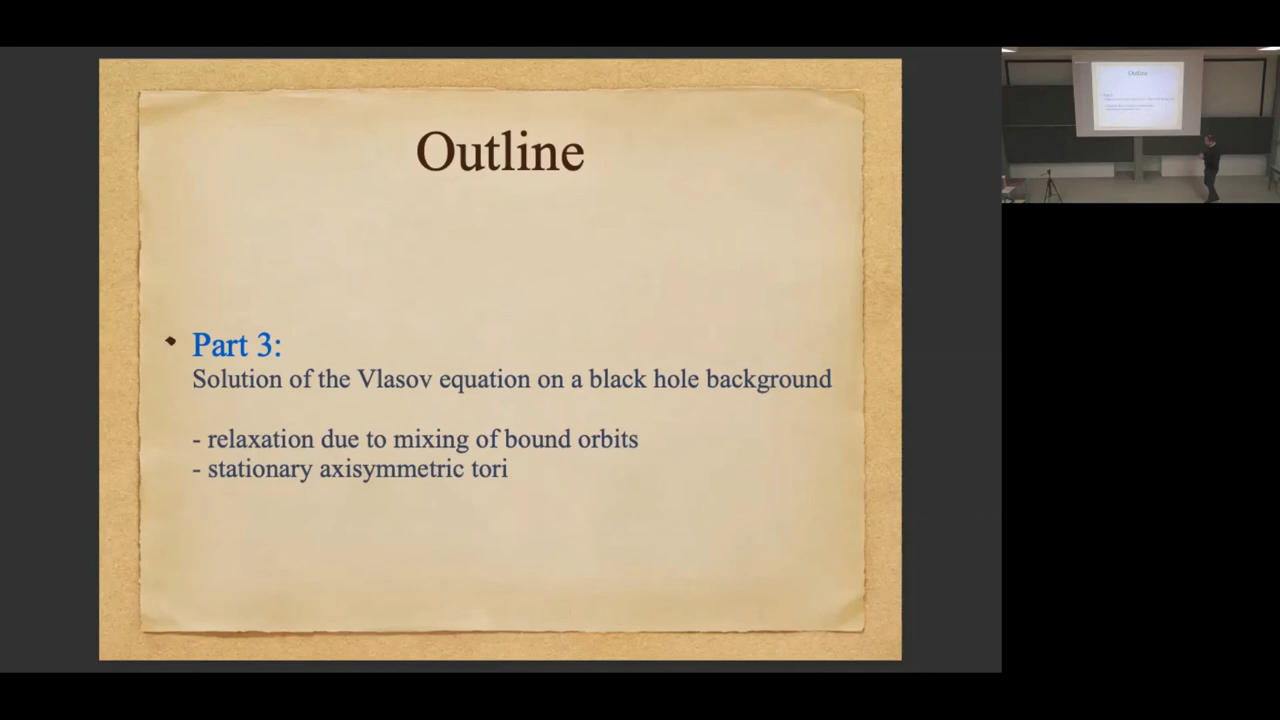 Outline
Part 3:
Solution of the Vlasov equation on a black hole background
- relaxation due to mixing of bound orbits
- stationary axisymmetric tori
Outline